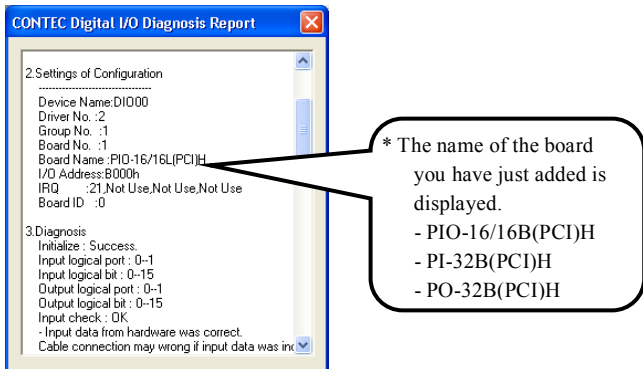 CONTEC Digital I/O Diagnosis Report
2.Settings of Configuration
--------------------------------
Device Name:DIO00
Driver No. :2
Group No. :1
Board No. :1
Board Name :PIO-16/16L(PCI)H
I/O Address:B000h
IRQ :21,Not Use,Not Use,Not Use
Board ID :0
3.Diagnosis
Initialize : Success.
Input logical port : 0--1
Input logical bit : 0--15
Output logical port : 0--1
Output logical bit : 0--15
Input check : OK
- Input data from hardware was correct.
Cable connection may wrong if input data was inc
* The name of the board
you have just added is
displayed.
- PIO-16/16B(PCI)H
- PI-32B(PCI)H
- PO-32B(PCI)H